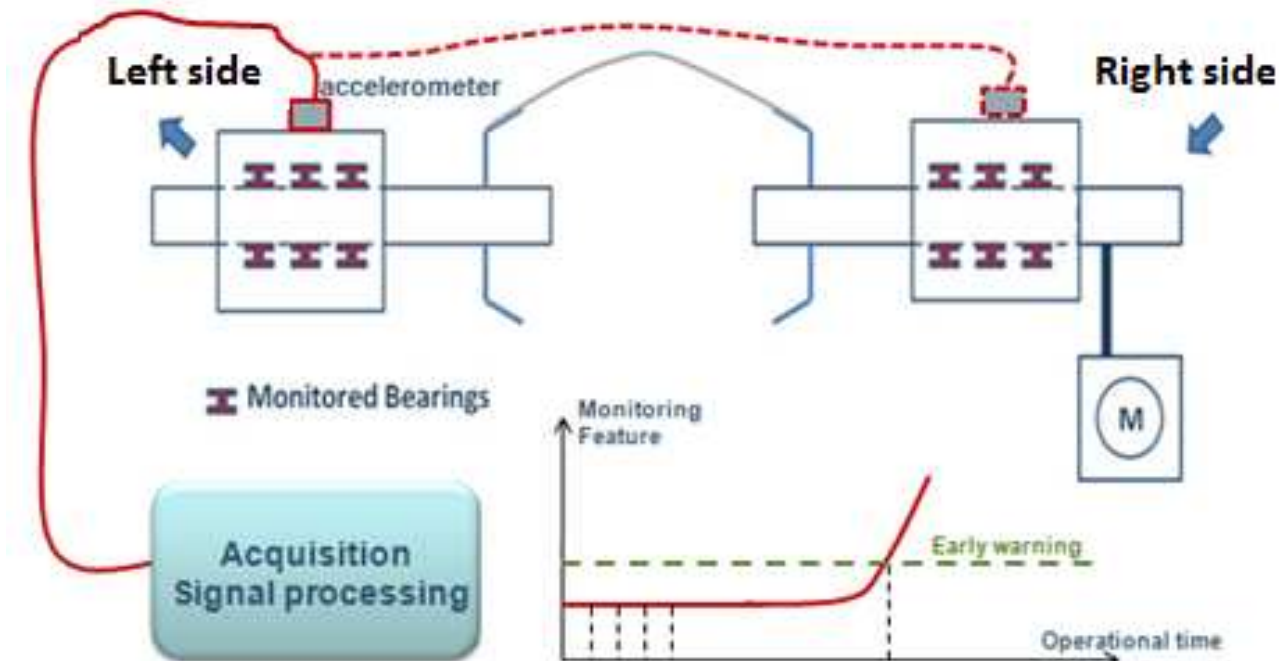 Left side
accelerometer
Right side
Monitored Bearings
Monitoring
Feature
M
Acquisition
Signal processing
Early warning
Operational time